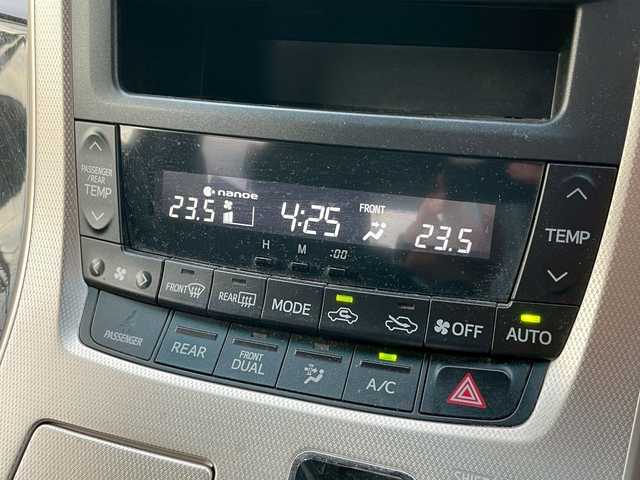 PASSENGER
/REAR
TEMP
nanoe
23.5
4:25
FRONT
23.5
H M :00
TEMP
FRONT
REAR
MODE
OFF
AUTO
PASSENGER
REAR
FRONT
DUAL
A/C
SHIFT